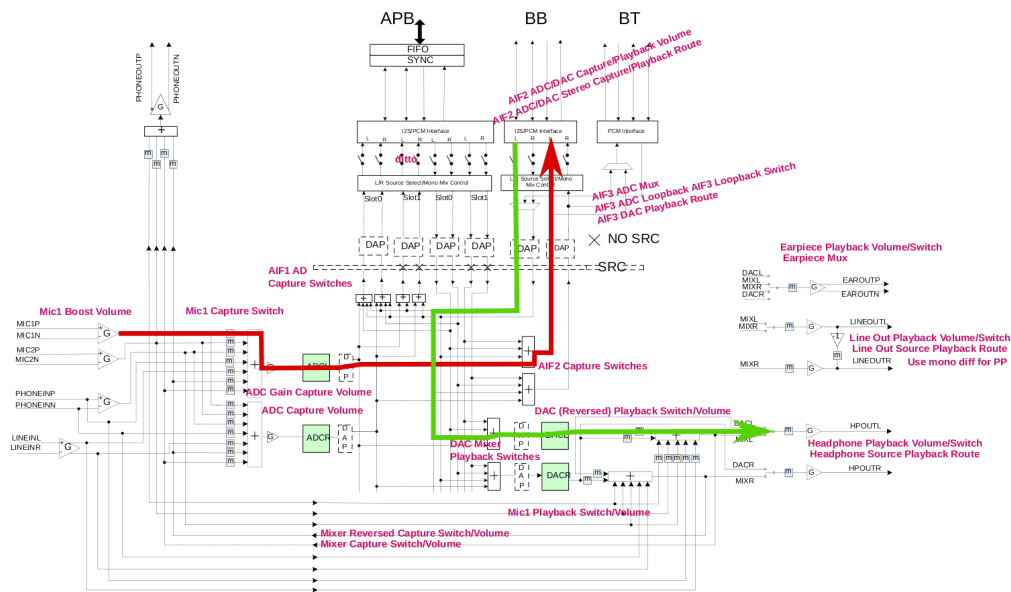 APB
BB
BT
FIFO
SYNC
PHONEOUTP
PHONEOUTN
G
+
m
m
m
m
AIF2 ADC/DAC Capture/Playback Volume
AIF2 ADC/DAC Stereo Capture/Playback Route
I2S/PCM Interface
L R L R L R L R
I2S/PCM Interface
L R L R
PCM Interface
ditto
L/R Source Select/Mono Mix Control
Mix Control
Slot0
Slot1
Slot0
Slot1
AIF3 ADC Mux
AIF3 ADC Loopback AIF3 Loopback Switch
AIF3 DAC Playback Route
DAP
DAP
DAP
DAP
DAP
DAP
NO SRC
SRC
AIF1 AD
Capture Switches
Earpiece Playback Volume/Switch
Earpiece Mux
DACL
MIXL
MIXR
DACR
m
G
EAROUTP
EAROUTN
Mic1 Boost Volume
Mic1 Capture Switch
MIC1P
MIC1N
G
MIC2P
MIC2N
G
MIXL
MIXR
m
G
LINEOUTL
-1
m
Line Out Playback Volume/Switch
Line Out Source Playback Route
Use mono diff for PP
LINEOUTR
MIXR
m
G
AIF2 Capture Switches
ADC Gain Capture Volume
ADC Capture Volume
PHONEINP
PHONEINN
G
LINEINL
LINEINR
G
G
ADCR
DAP
DAP
DAC (Reversed) Playback Switch/Volume
DAC Mixer
Playback Switches
DAP
DAP
DACR
m
G
HPOUTL
Headphone Playback Volume/Switch
Headphone Source Playback Route
DACR
MIXR
m
G
HPOUTR
Mic1 Playback Switch/Volume
Mixer Reversed Capture Switch/Volume
Mixer Capture Switch/Volume